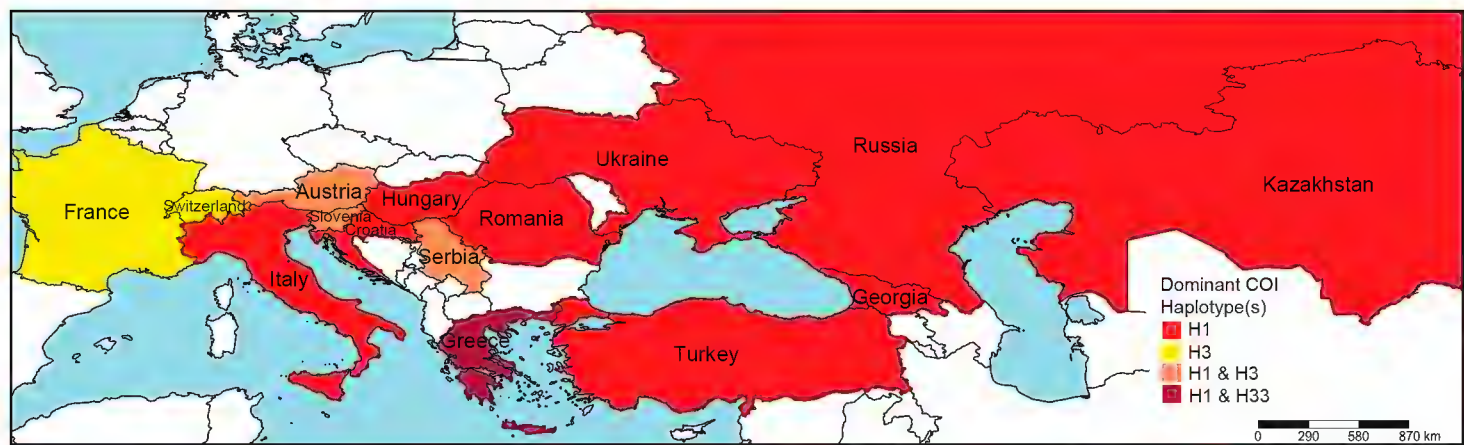 Russia
Ukraine
Kazakhstan
Austria
Hungary
Switzerland
France
Slovenia
Romania
Croatia
Serbia
Italy
Georgia
Greece
Turkey
Dominant COI
Haplotype(s)
H1
H3
H1 & H3
H1 & H33
0 290 580 870 km